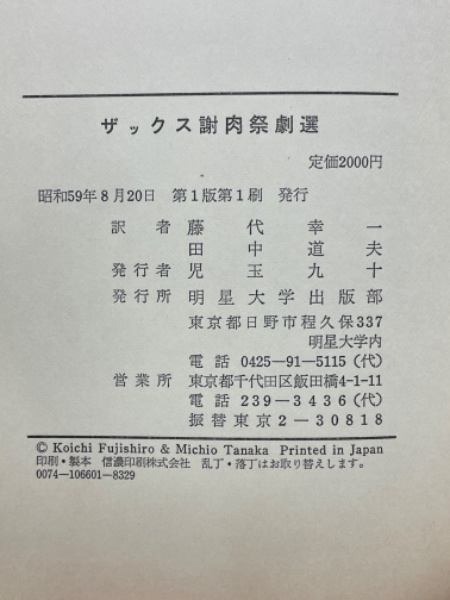 ザックス謝肉祭劇選
定価2000円
昭和59年8月20日 第1版第1刷 発行
訳者 藤代幸一
田中道夫
発行者 児玉九十
発行所 明星大学出版部
東京都日野市程久保337
明星大学内
電話 0425-91-5115(代)
営業所 東京都千代田区飯田橋4-1-11
電話 239-3436(代)
振替東京2-30818
© Koichi Fujishiro & Michio Tanaka Printed in Japan
印刷・製本 信濃印刷株式会社 乱丁・落丁はお取り替えします。
0074-106601-8329